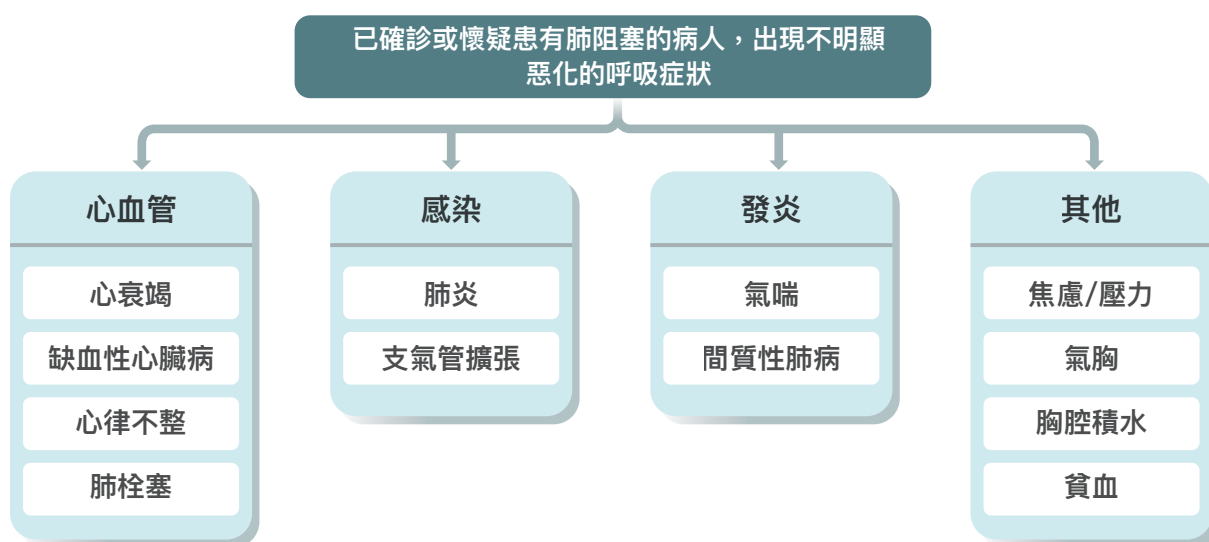 已確診或懷疑患有肺阻塞的病人，出現不明顯
惡化的呼吸症狀
心血管
心衰竭
缺血性心臟病
心律不整
肺栓塞
感染
肺炎
支氣管擴張
發炎
氣喘
間質性肺病
其他
焦慮/壓力
氣胸
胸腔積水
貧血